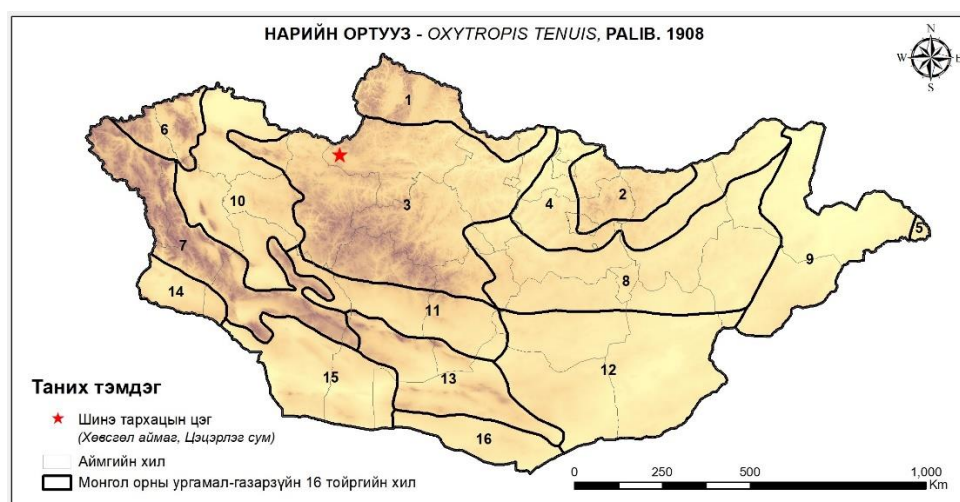 НАРИЙН ОРТУУЗ - OXYTROPIS TENUIS, PALIB. 1908
N
W E
S
1
6
2
4
3
10
5
7
9
8
14
11
12
15
13
16
Таних тэмдэг
Шинэ тархацын цэг
(Хөвсгөл аймаг, Цэцэрлэг сум)
Аймгийн хил
Монгол орны ургамал-газарзүйн 16 тойргийн хил
0 250 500 1,000
Km